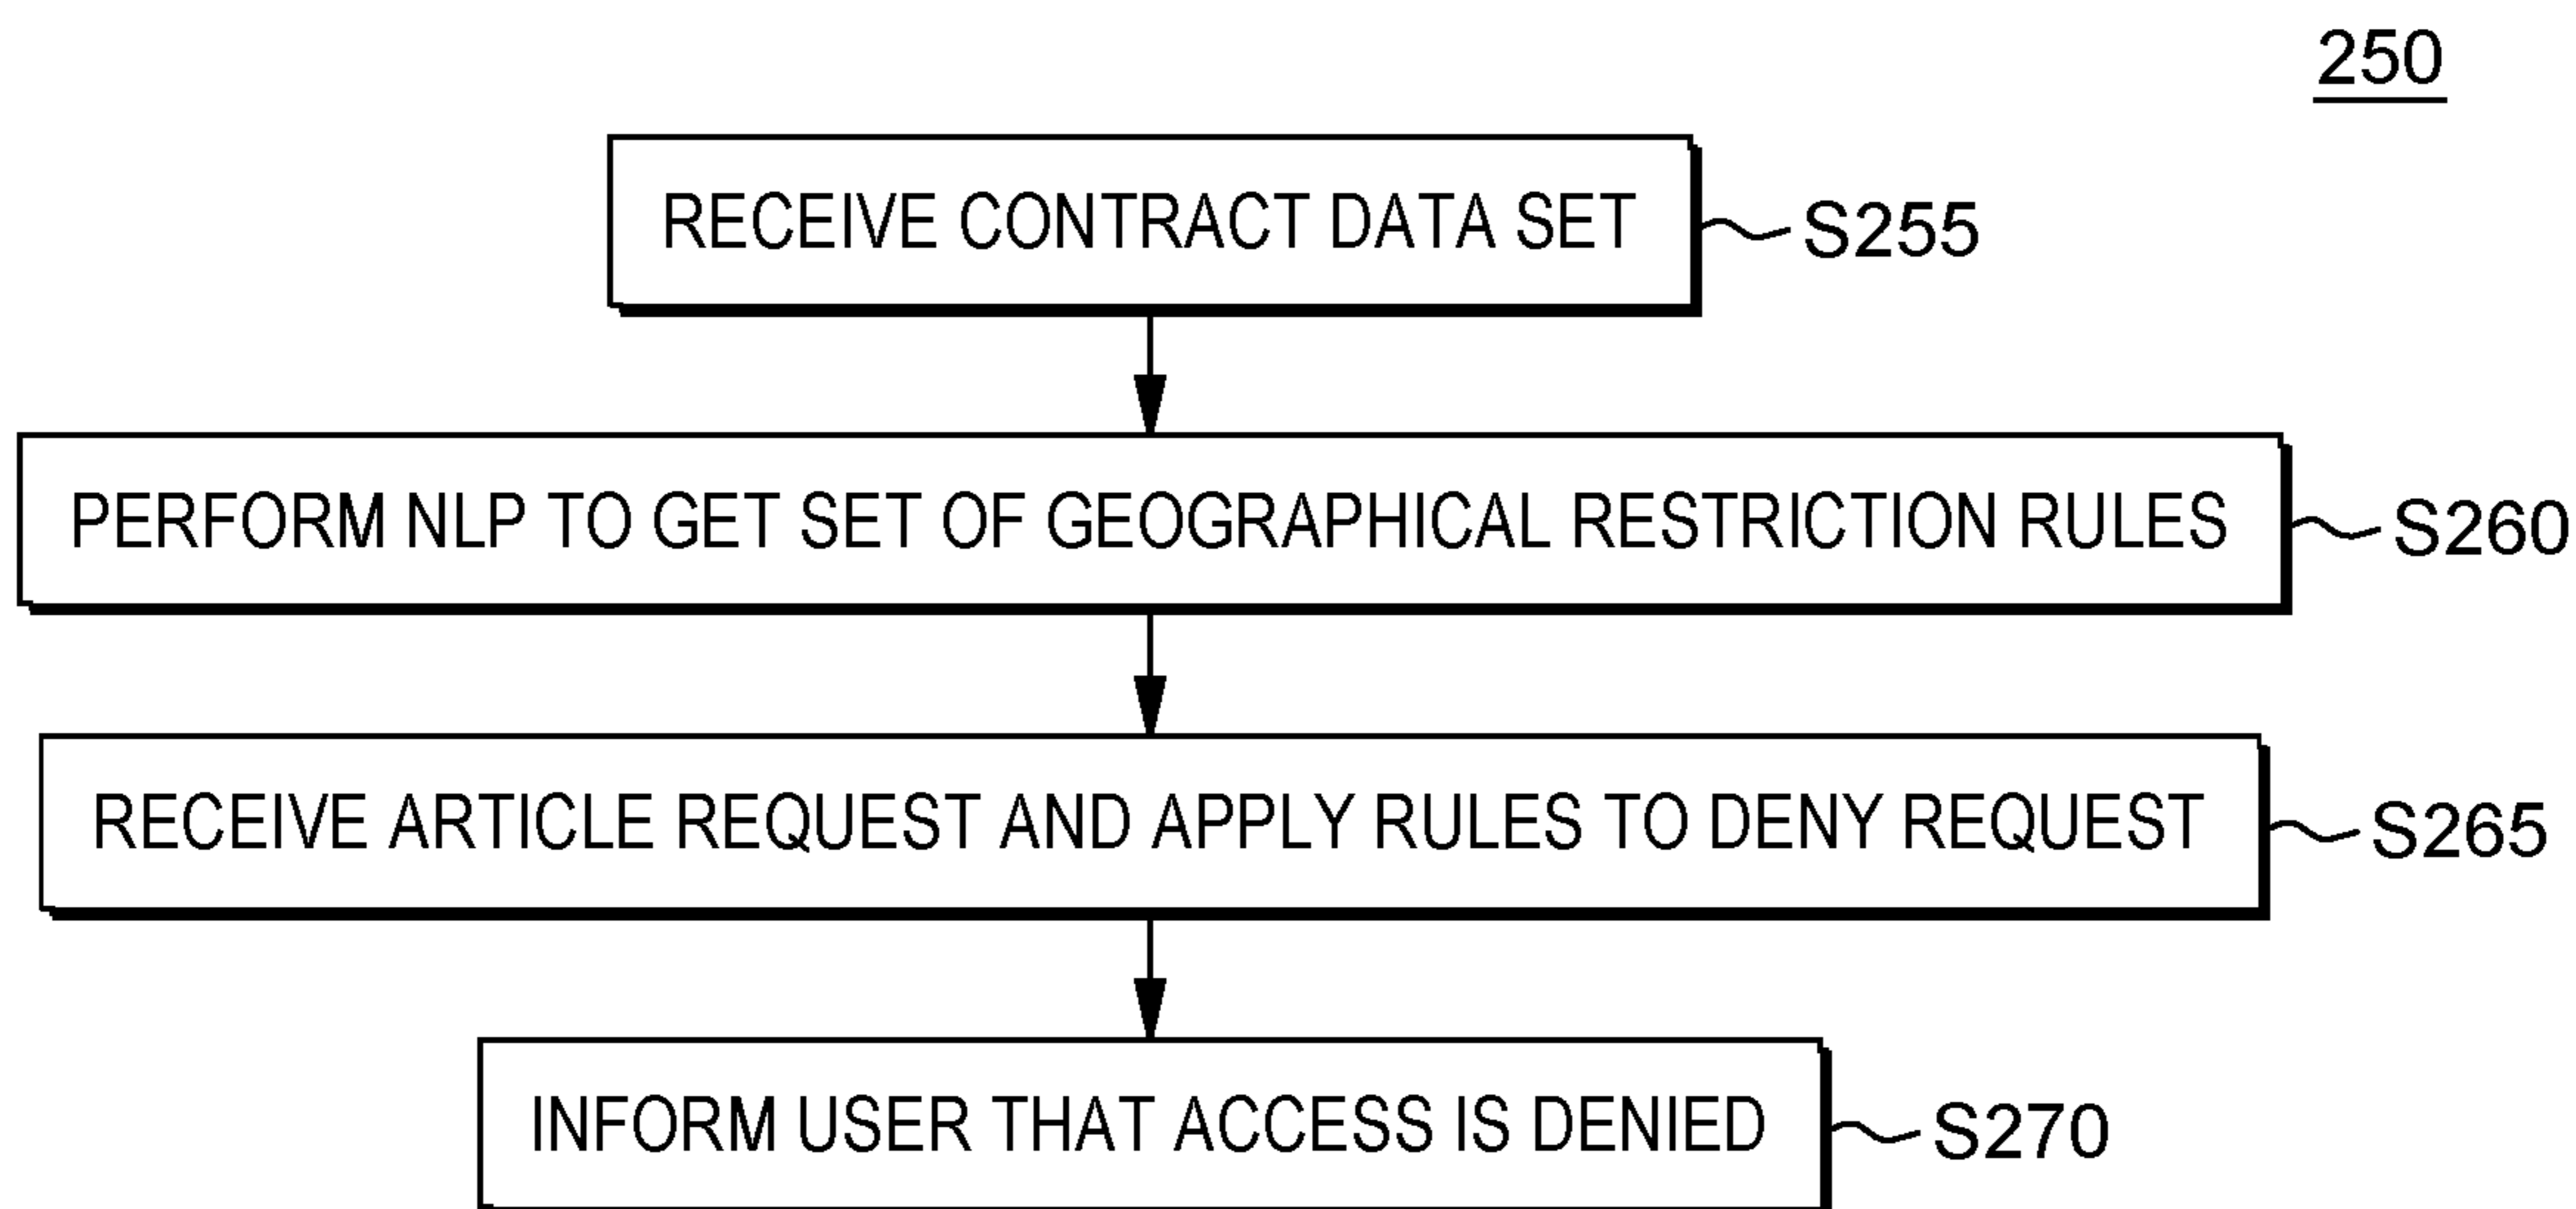 250
RECEIVE CONTRACT DATA SET
S255
PERFORM NLP TO GET SET OF GEOGRAPHICAL RESTRICTION RULES
S260
RECEIVE ARTICLE REQUEST AND APPLY RULES TO DENY REQUEST
S265
INFORM USER THAT ACCESS IS DENIED
S270